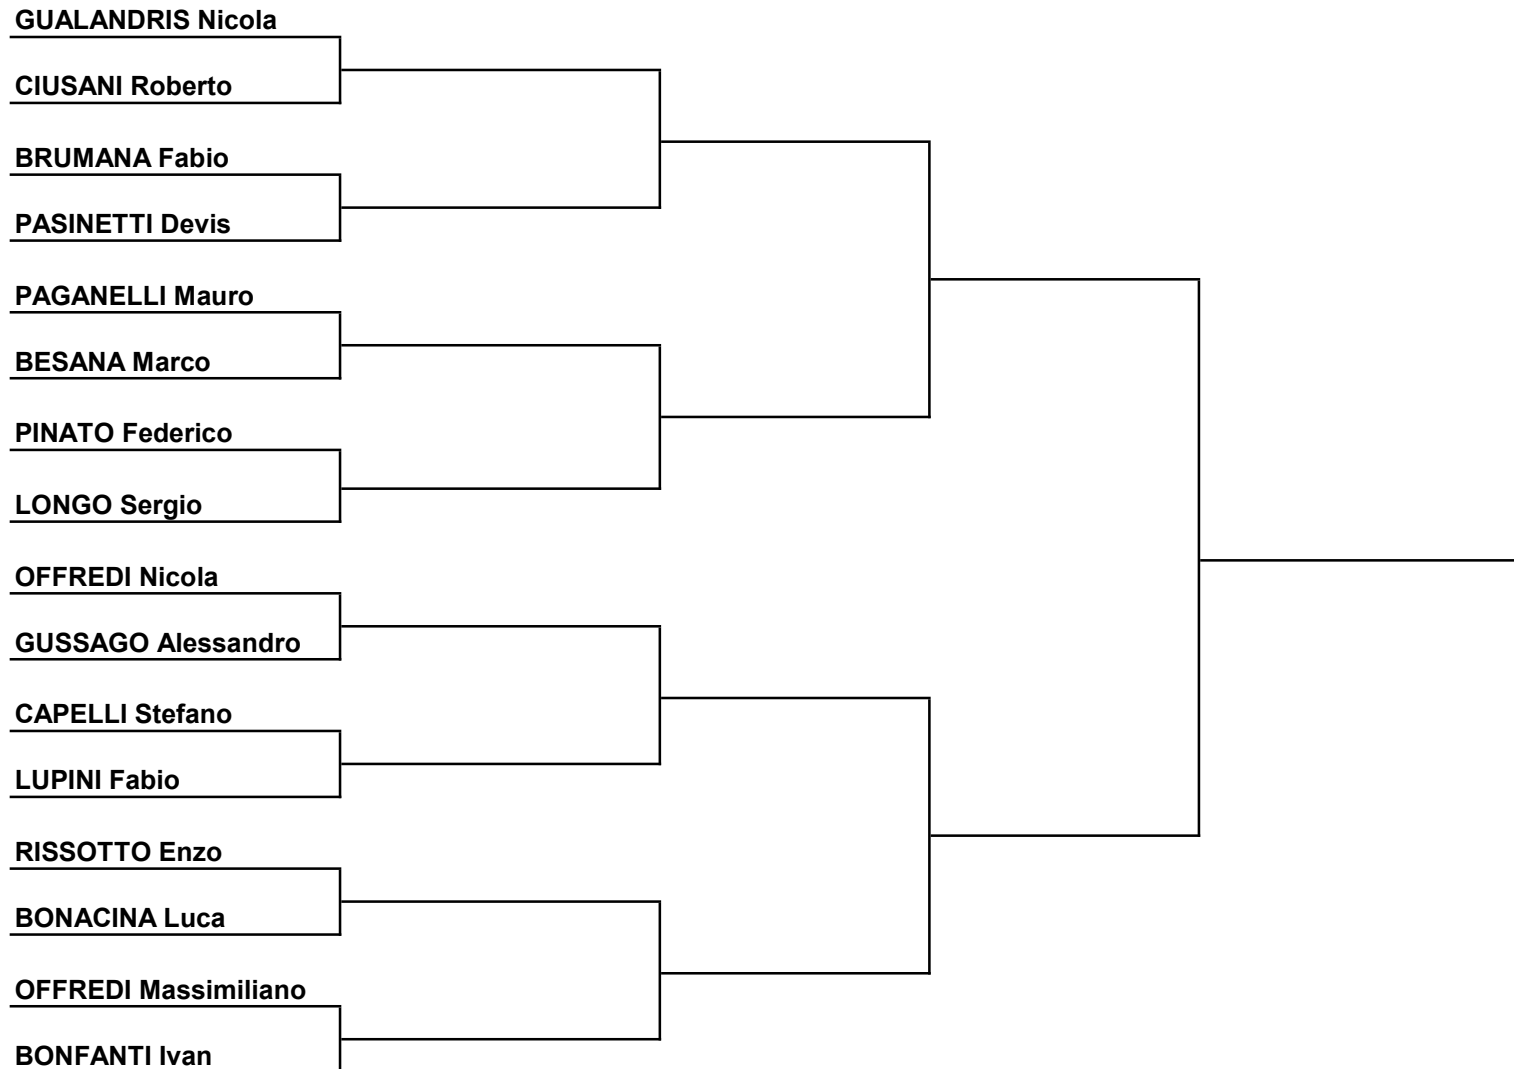 GUALANDRIS Nicola
CIUSANI Roberto
BRUMANA Fabio
PASINETTI Devis
PAGANELLI Mauro
BESANA Marco
PINATO Federico
LONGO Sergio
OFFREDI Nicola
GUSSAGO Alessandro
CAPELLI Stefano
LUPINI Fabio
RISSOTTO Enzo
BONACINA Luca
OFFREDI Massimiliano
BONFANTI Ivan